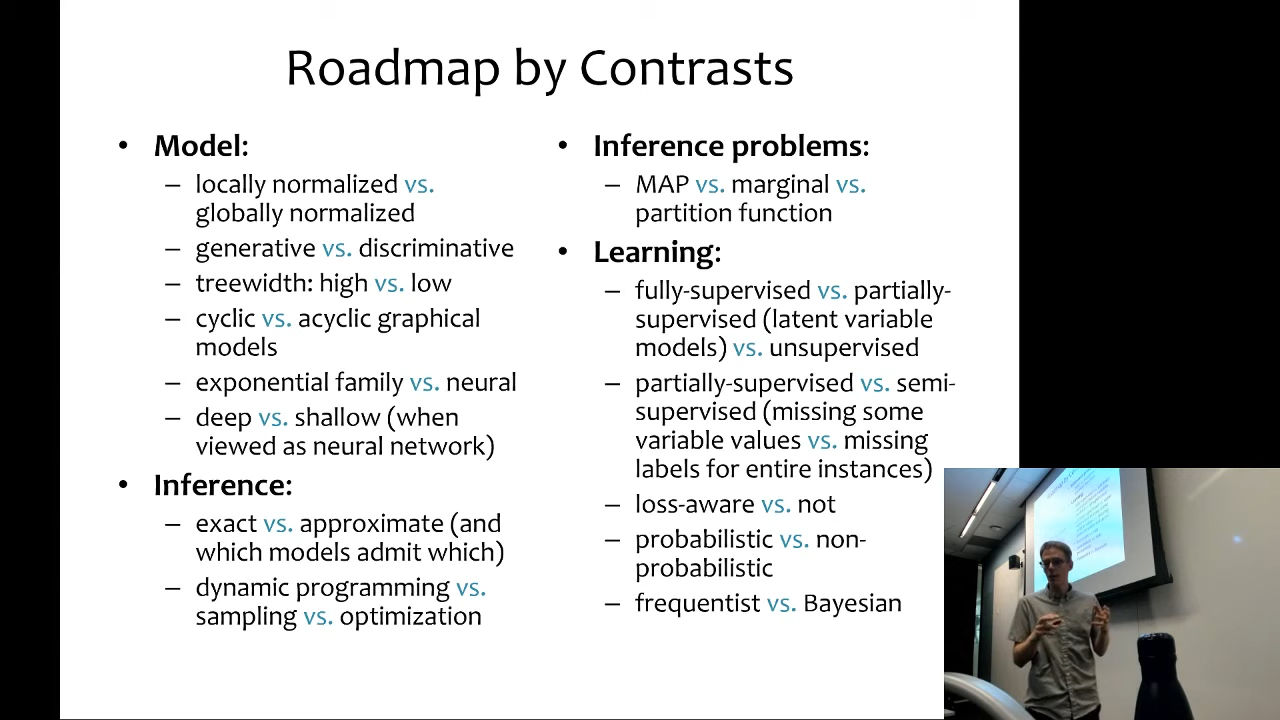 Roadmap by Contrasts
• Model:
– locally normalized vs.
globally normalized
– generative vs. discriminative
– treewidth: high vs. low
– cyclic vs. acyclic graphical
models
– exponential family vs. neural
– deep vs. shallow (when
viewed as neural network)
• Inference:
– exact vs. approximate (and
which models admit which)
– dynamic programming vs.
sampling vs. optimization
• Inference problems:
– MAP vs. marginal vs.
partition function
• Learning:
– fully-supervised vs. partially-
supervised (latent variable
models) vs. unsupervised
– partially-supervised vs. semi-
supervised (missing some
variable values vs. missing
labels for entire instances)
– loss-aware vs. not
– probabilistic vs. non-
probabilistic
– frequentist vs. Bayesian